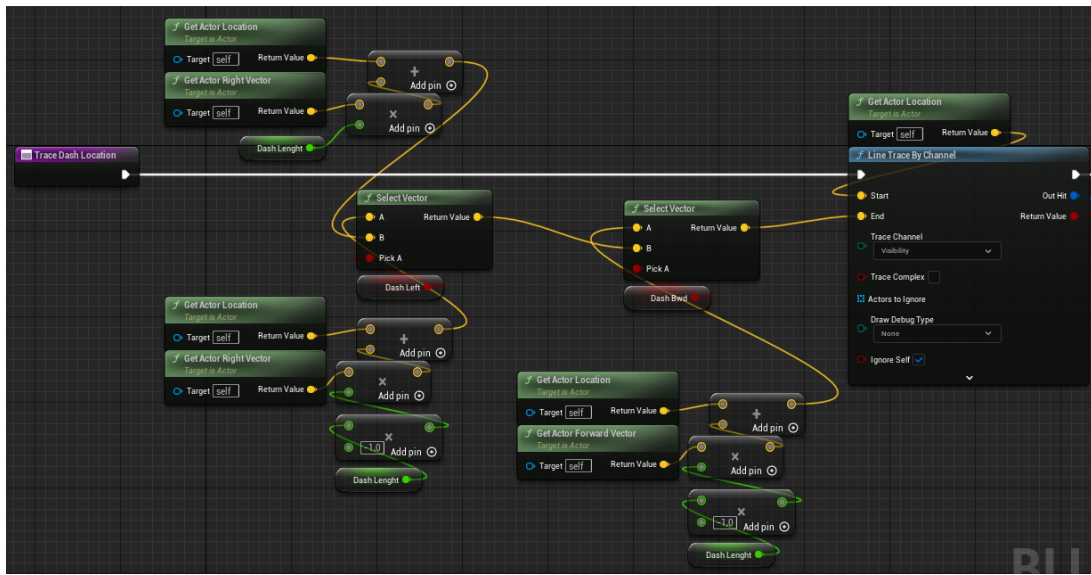 Get Actor Location
Target is Actor
Target self Return Value
+
Add pin
Get Actor Right Vector
Target is Actor
Target self Return Value
×
Add pin
Dash Lenght
Trace Dash Location
Select Vector
A Return Value
B
Pick A
Dash Left
Get Actor Location
Target is Actor
Target self Return Value
+
Add pin
Get Actor Right Vector
Target is Actor
Target self Return Value
×
Add pin
×
-1,0 Add pin
Dash Lenght
Select Vector
A Return Value
B
Pick A
Dash Bwd
Get Actor Location
Target is Actor
Target self Return Value
+
Add pin
Get Actor Forward Vector
Target is Actor
Target self Return Value
×
Add pin
×
-1,0 Add pin
Dash Lenght
Get Actor Location
Target is Actor
Target self Return Value
Line Trace By Channel
Start Out Hit
End Return Value
Trace Channel
Visibility
Trace Complex
Actors to Ignore
Draw Debug Type
None
Ignore Self